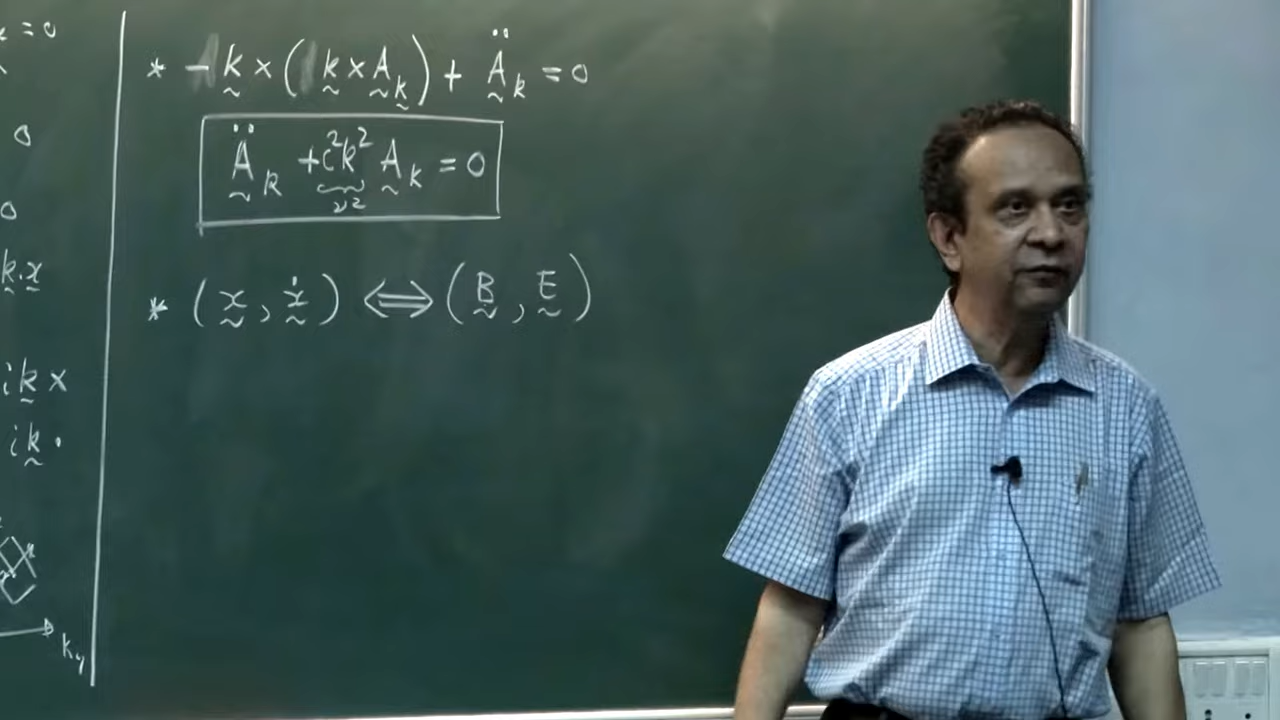 = 0
0
0
k·x
ik ×
ik ·
k_y
* - k × ( k × A_k ) + Ä_k = 0
Ä_k + c²k² A_k = 0
ν²
* ( x , ẋ ) ⟺ ( B , E )